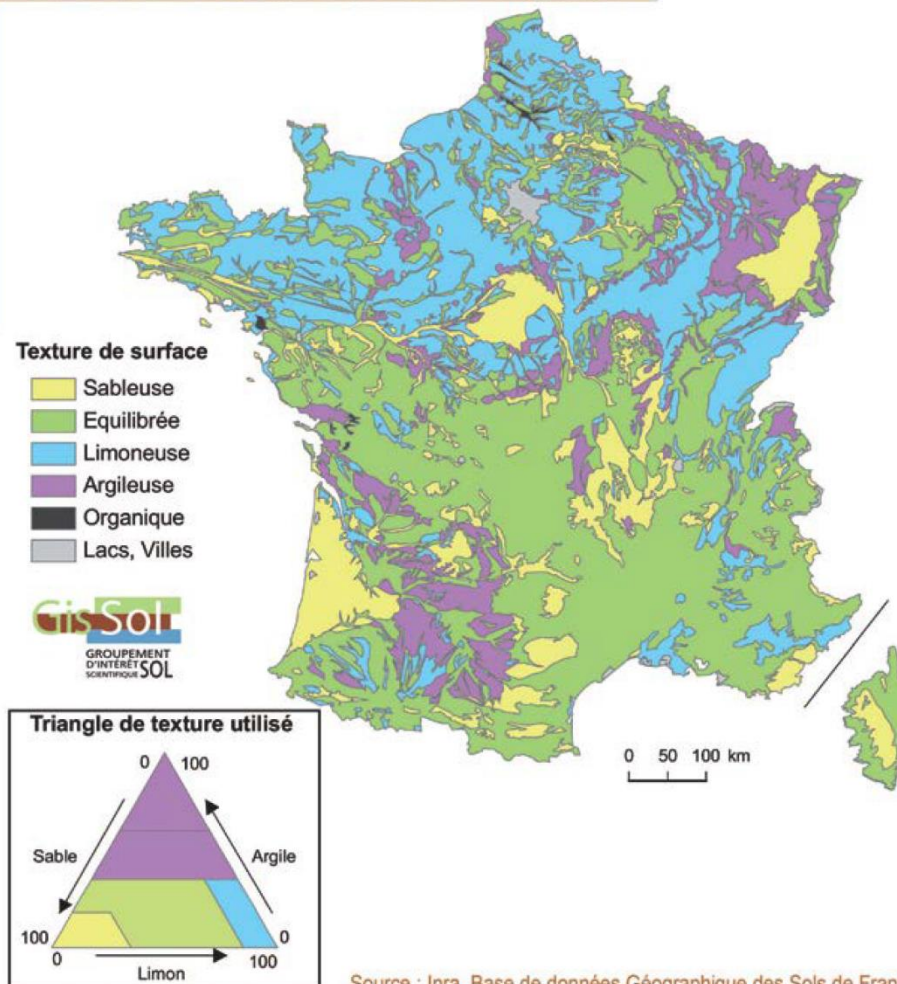 Texture de surface
Sableuse
Equilibrée
Limoneuse
Argileuse
Organique
Lacs, Villes
Gis Sol
GROUPEMENT
D'INTÉRÊT
SCIENTIFIQUE SOL
0 50 100 km
Triangle de texture utilisé
0 100
Sable Argile
100 0
0 100
Limon
Source : Inra, Base de données Géographique des Sols de Fran